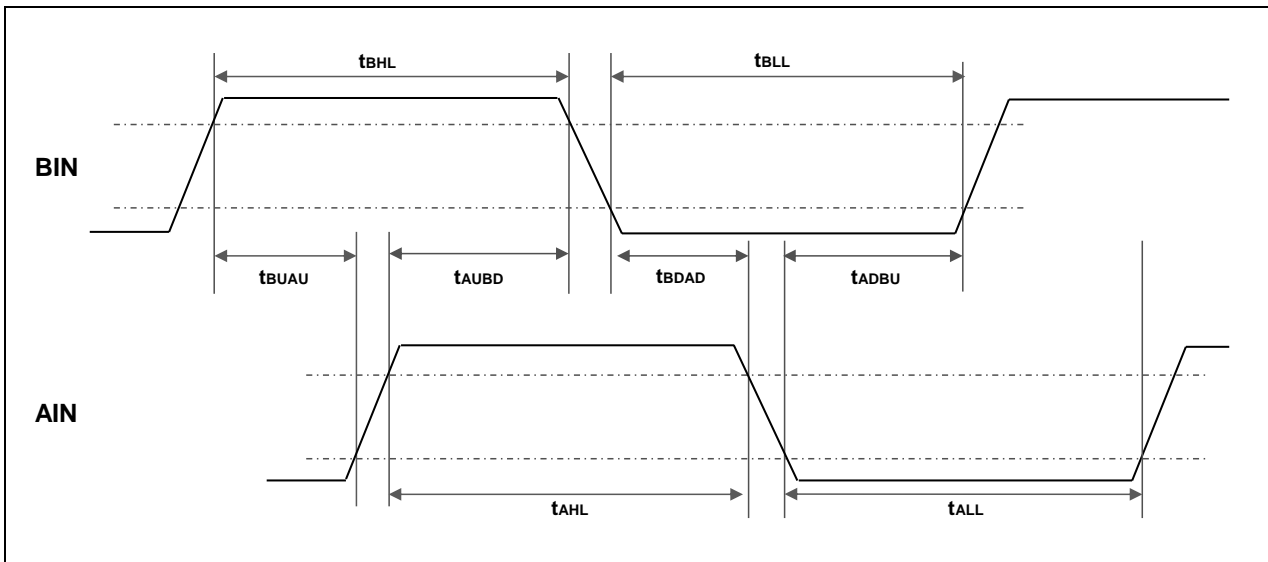 tBHL
tBLL
BIN
tBUAU
tAUBD
tBDAD
tADBU
AIN
tAHL
tALL